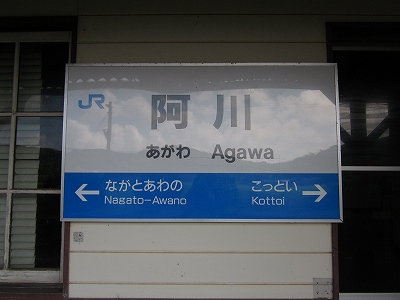 JR
阿川
あがわ Agawa
← ながとあわの こっとい →
Nagato-Awano Kottoi